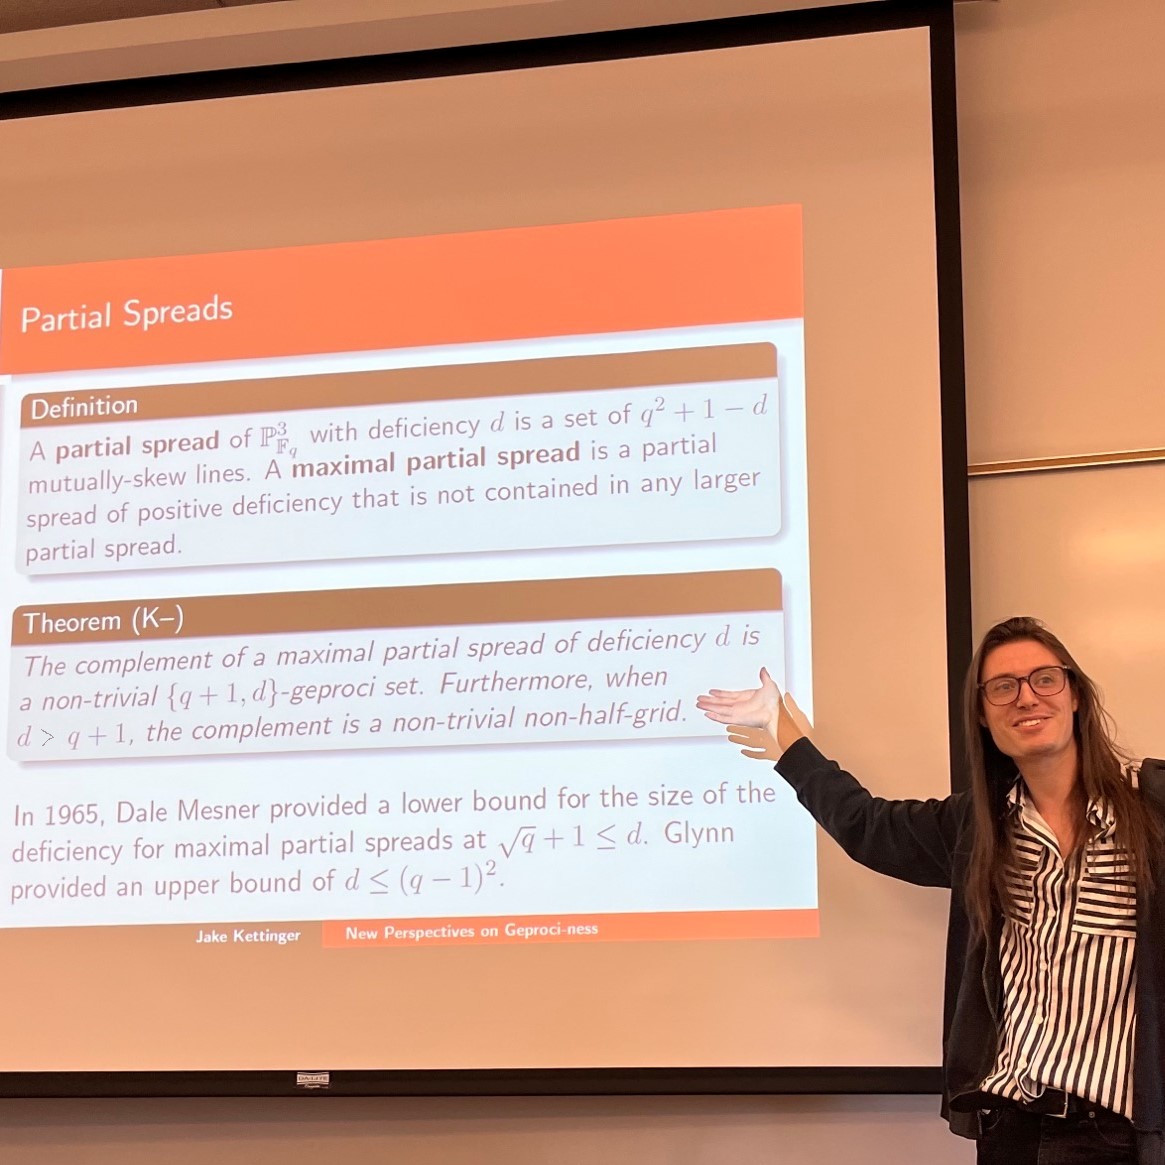 Partial Spreads
Definition
A partial spread of ℙ³_𝔽q with deficiency d is a set of q² + 1 − d
mutually-skew lines. A maximal partial spread is a partial
spread of positive deficiency that is not contained in any larger
partial spread.
Theorem (K–)
The complement of a maximal partial spread of deficiency d is
a non-trivial {q + 1, d}-geproci set. Furthermore, when
d > q + 1, the complement is a non-trivial non-half-grid.
In 1965, Dale Mesner provided a lower bound for the size of the
deficiency for maximal partial spreads at √q + 1 ≤ d. Glynn
provided an upper bound of d ≤ (q − 1)².
Jake Kettinger New Perspectives on Geproci-ness
DA-LITE